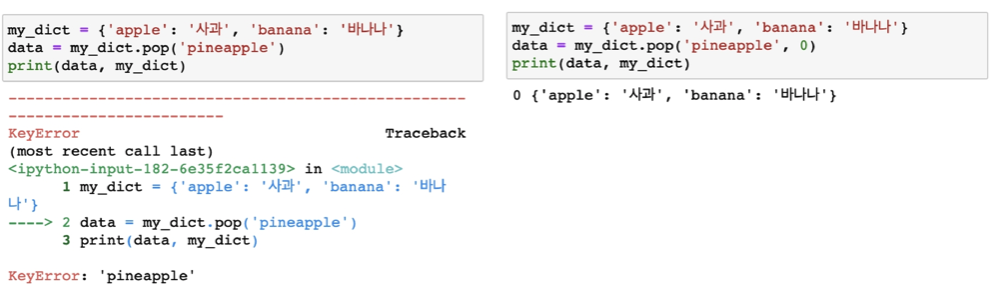 my_dict = {'apple': '사과', 'banana': '바나나'}
data = my_dict.pop('pineapple')
print(data, my_dict)
---------------------------------------------------
------------------------
KeyError                                  Traceback
(most recent call last)
<ipython-input-182-6e35f2ca1139> in <module>
      1 my_dict = {'apple': '사과', 'banana': '바나
나'}
----> 2 data = my_dict.pop('pineapple')
      3 print(data, my_dict)
KeyError: 'pineapple'
my_dict = {'apple': '사과', 'banana': '바나나'}
data = my_dict.pop('pineapple', 0)
print(data, my_dict)
0 {'apple': '사과', 'banana': '바나나'}